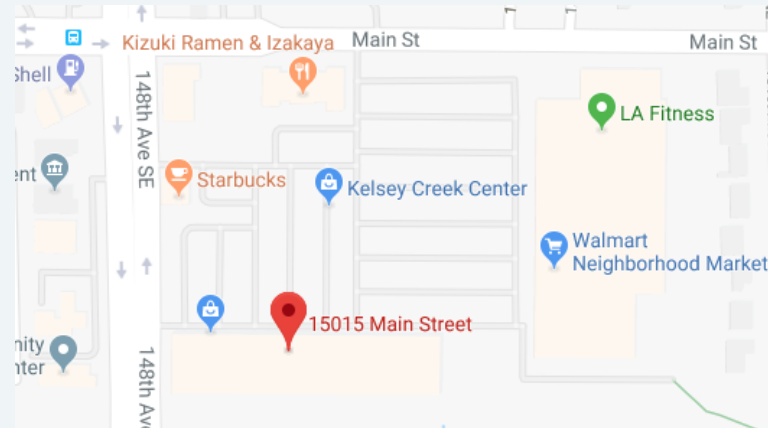 Kizuki Ramen & Izakaya
Main St
Main St
Shell
148th Ave SE
LA Fitness
Starbucks
Kelsey Creek Center
Walmart
Neighborhood Market
15015 Main Street
148th Ave